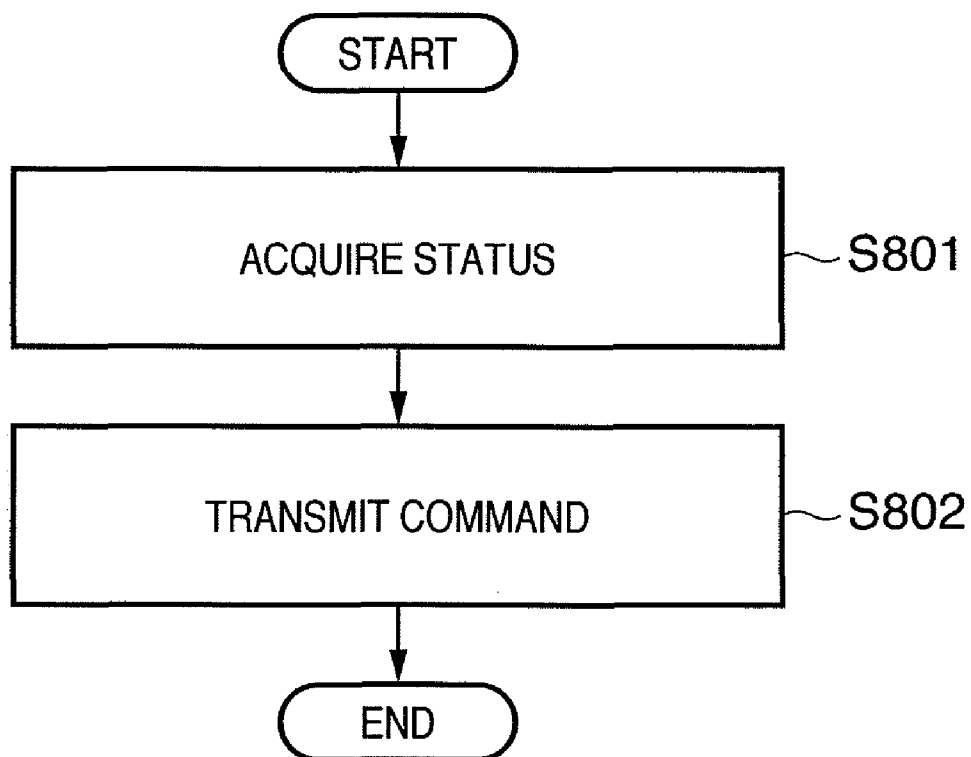 START
ACQUIRE STATUS
S801
TRANSMIT COMMAND
S802
END